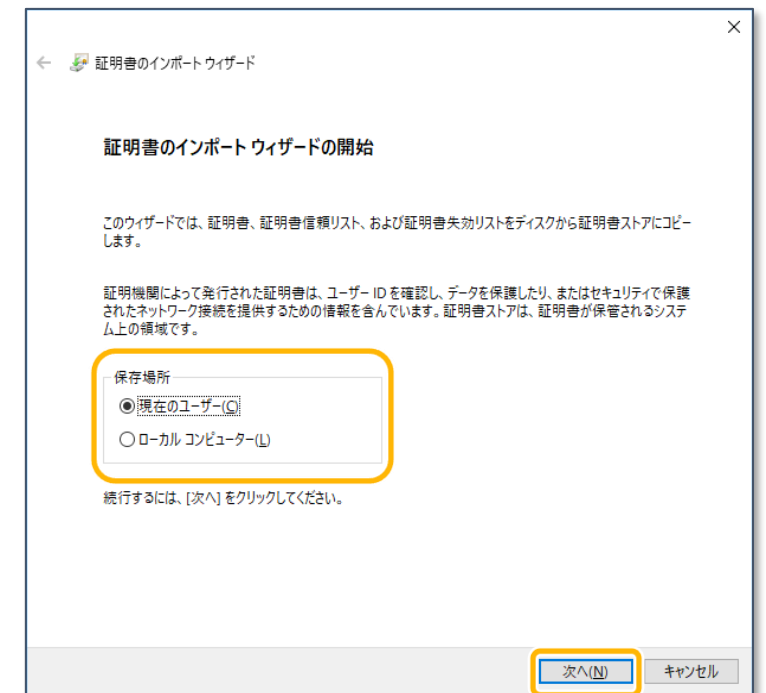 証明書のインポート ウィザード
証明書のインポート ウィザードの開始
このウィザードでは、証明書、証明書信頼リスト、および証明書失効リストをディスクから証明書ストアにコピー
します。
証明機関によって発行された証明書は、ユーザー ID を確認し、データを保護したり、またはセキュリティで保護
されたネットワーク接続を提供するための情報を含んでいます。証明書ストアは、証明書が保管されるシステ
ム上の領域です。
保存場所
現在のユーザー(C)
ローカル コンピューター(L)
続行するには、[次へ] をクリックしてください。
次へ(N)
キャンセル